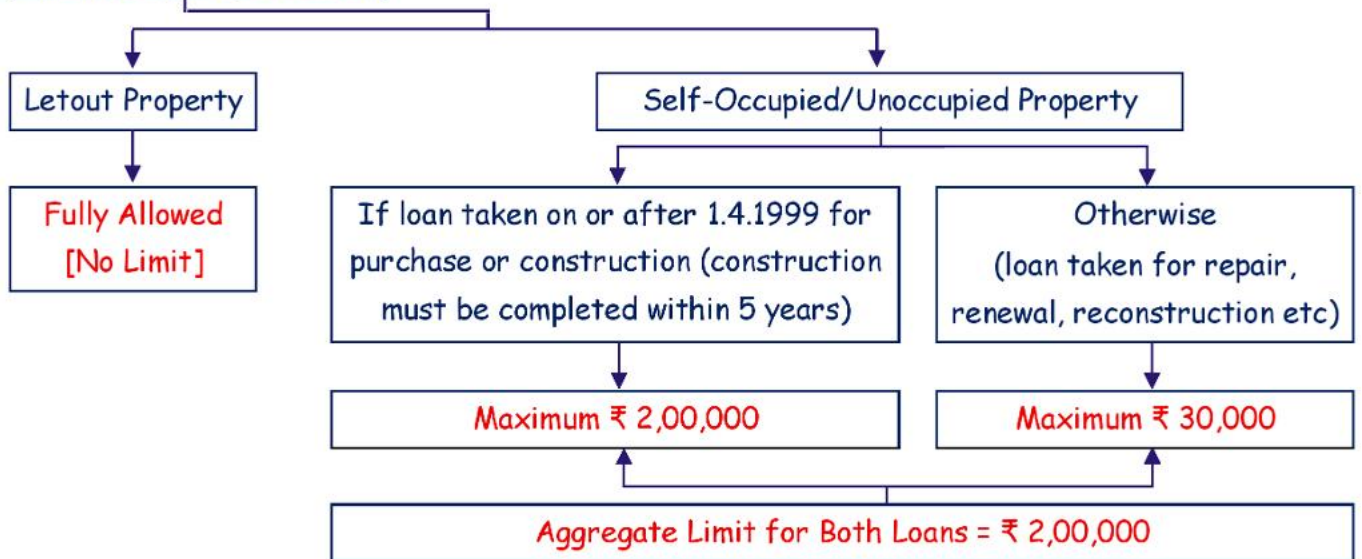 Letout Property
Self-Occupied/Unoccupied Property
Fully Allowed
[No Limit]
If loan taken on or after 1.4.1999 for
purchase or construction (construction
must be completed within 5 years)
Otherwise
(loan taken for repair,
renewal, reconstruction etc)
Maximum ₹ 2,00,000
Maximum ₹ 30,000
Aggregate Limit for Both Loans = ₹ 2,00,000